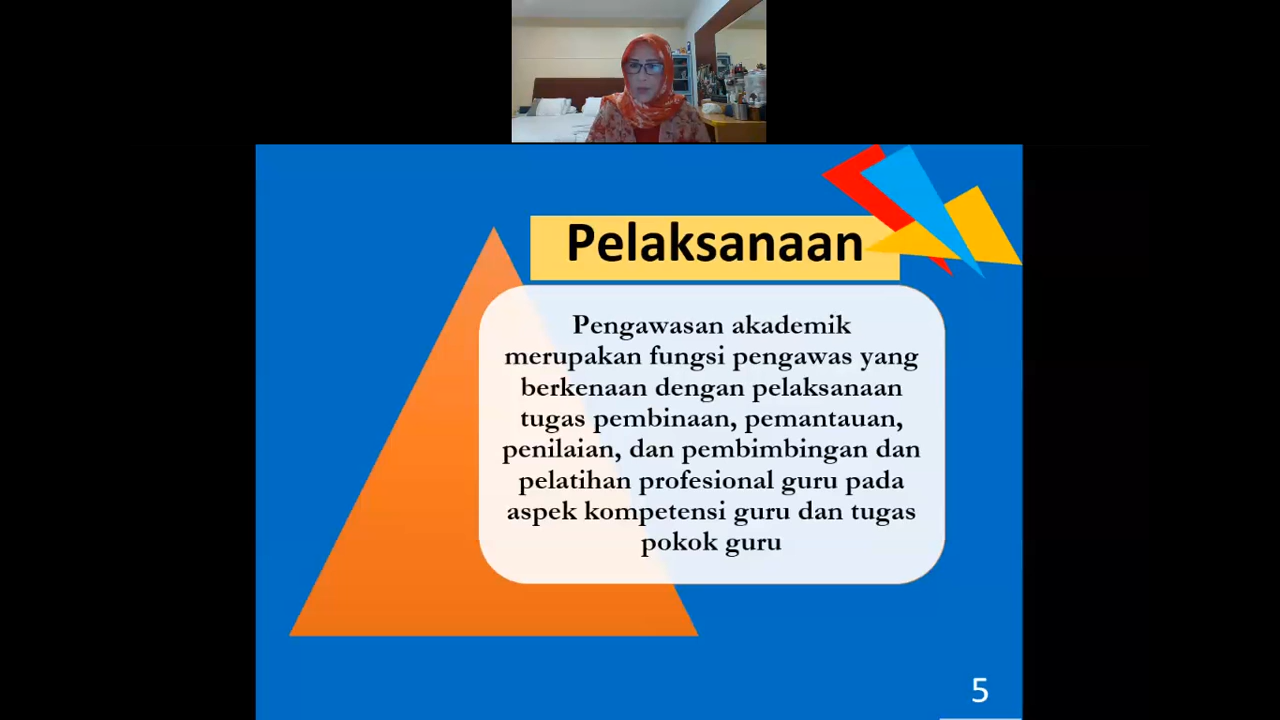 Pelaksanaan
Pengawasan akademik
merupakan fungsi pengawas yang
berkenaan dengan pelaksanaan
tugas pembinaan, pemantauan,
penilaian, dan pembimbingan dan
pelatihan profesional guru pada
aspek kompetensi guru dan tugas
pokok guru
5